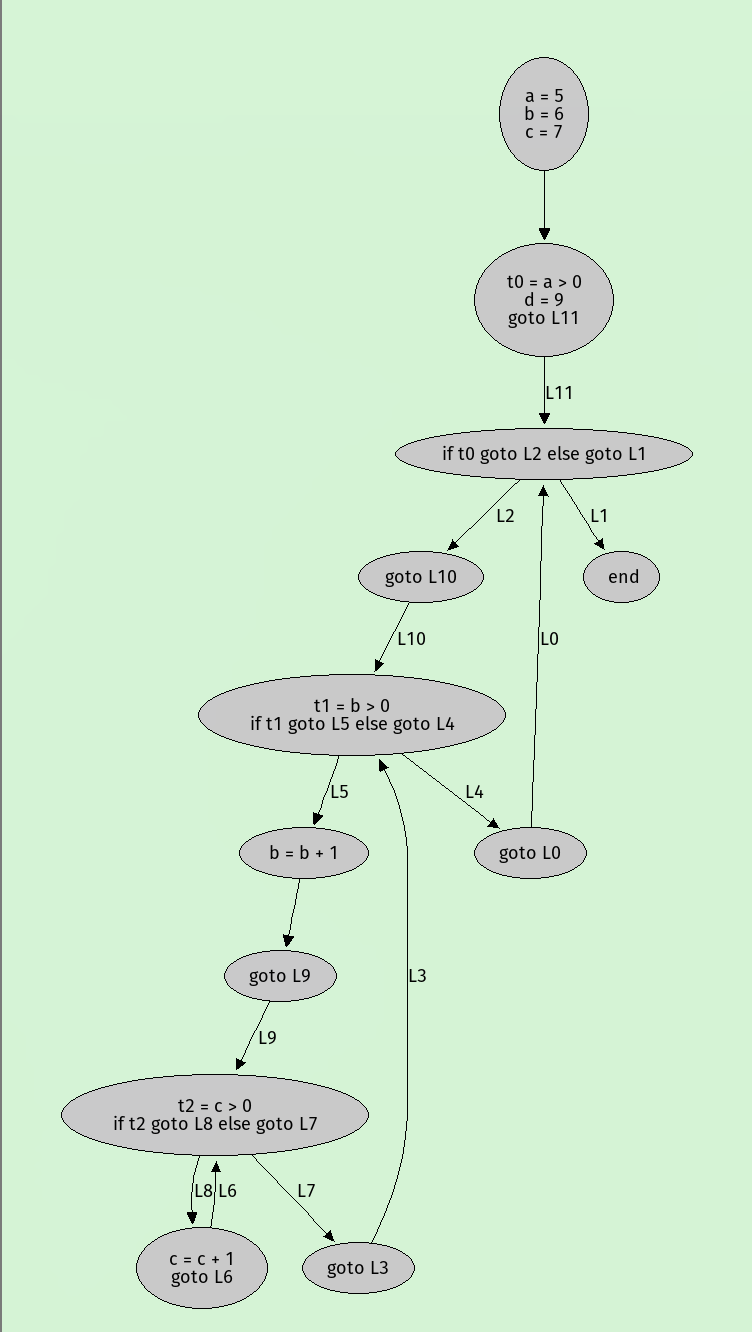 a = 5
b = 6
c = 7
t0 = a > 0
d = 9
goto L11
L11
if t0 goto L2 else goto L1
L2
L1
goto L10
end
L10
L0
t1 = b > 0
if t1 goto L5 else goto L4
L5
L4
b = b + 1
goto L0
goto L9
L3
L9
t2 = c > 0
if t2 goto L8 else goto L7
L8
L6
L7
c = c + 1
goto L6
goto L3